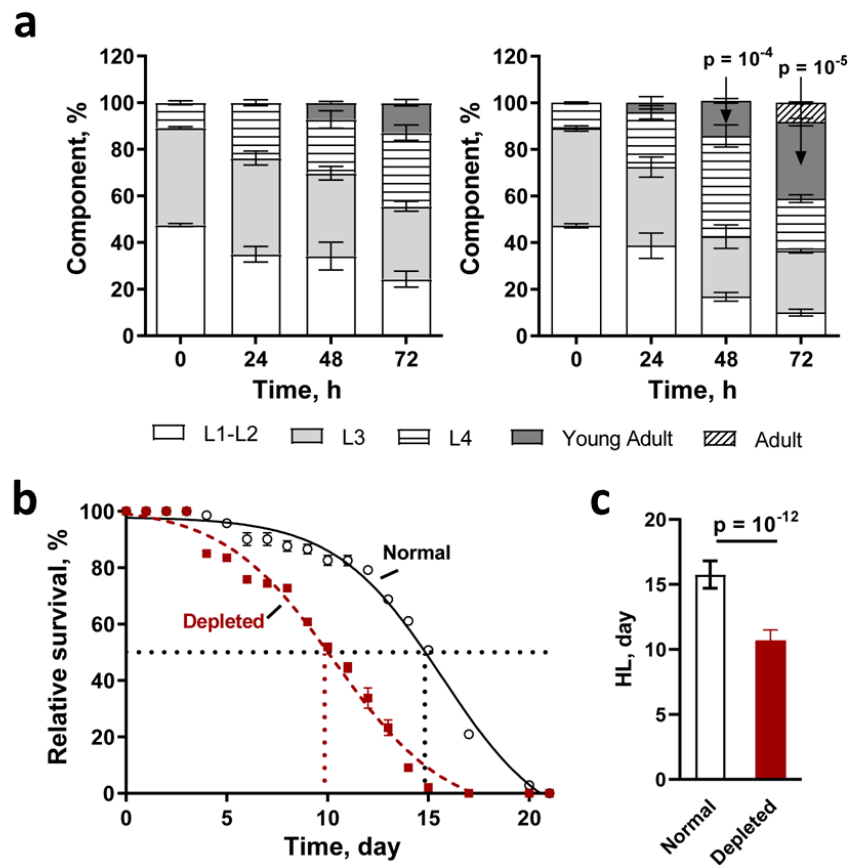 a
120
100
80
60
40
20
0
Component, %
0 24 48 72
Time, h
120
100
80
60
40
20
0
Component, %
p = 10⁻⁴
p = 10⁻⁵
0 24 48 72
Time, h
L1-L2 L3 L4 Young Adult Adult
b
100
80
60
40
20
0
Relative survival, %
Normal
Depleted
0 5 10 15 20
Time, day
c
p = 10⁻¹²
20
15
10
5
0
HL, day
Normal
Depleted